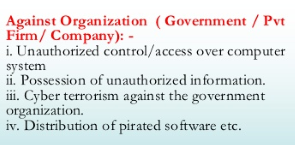 Against Organization ( Government / Pvt
Firm/ Company): -
i. Unauthorized control/access over computer
system
ii. Possession of unauthorized information.
iii. Cyber terrorism against the government
organization.
iv. Distribution of pirated software etc.